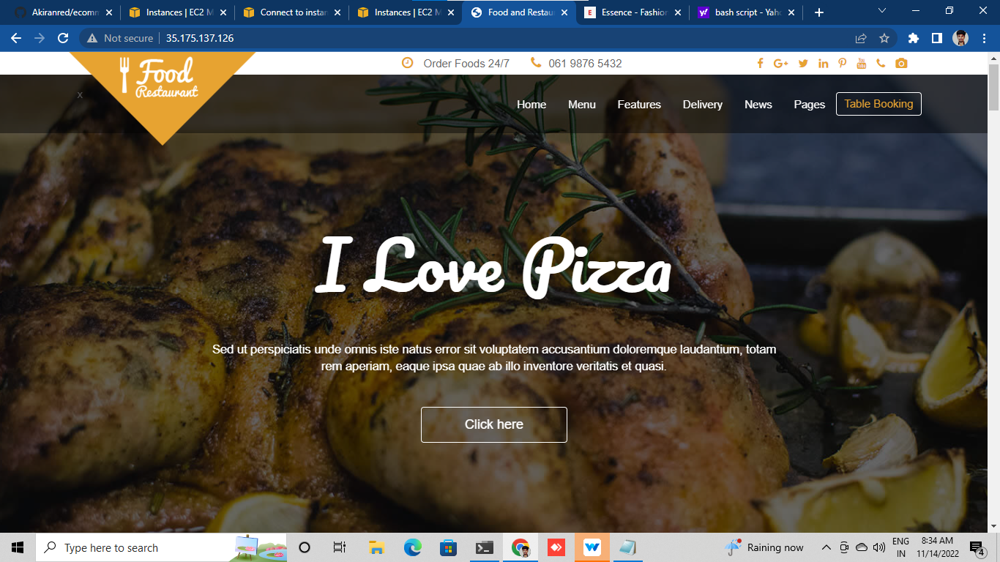 Akiranred/ecomm
Instances | EC2 M
Connect to instan
Instances | EC2 M
Food and Restau
Essence - Fashion
bash script - Yaho
Not secure
35.175.137.126
Order Foods 24/7
061 9876 5432
Food
Restaurant
x
Home
Menu
Features
Delivery
News
Pages
Table Booking
I Love Pizza
Sed ut perspiciatis unde omnis iste natus error sit voluptatem accusantium doloremque laudantium, totam
rem aperiam, eaque ipsa quae ab illo inventore veritatis et quasi.
Click here
Type here to search
Raining now
ENG
IN
8:34 AM
11/14/2022
4